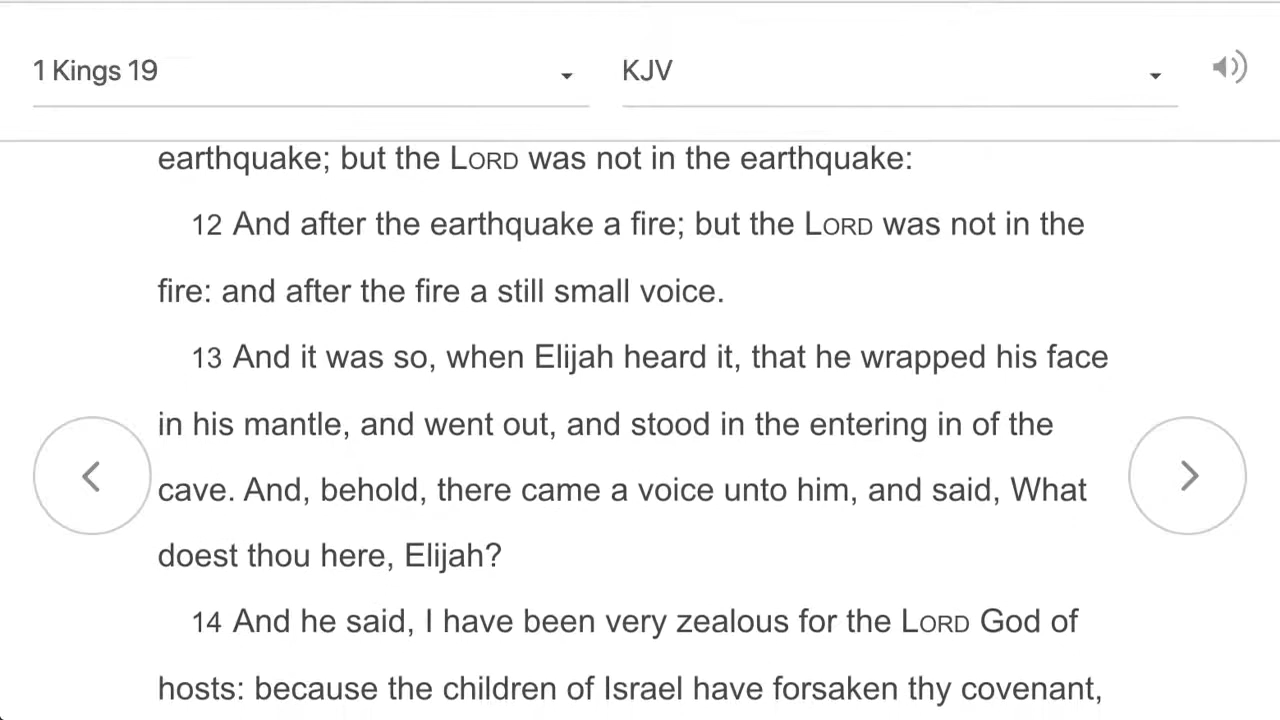 1 Kings 19
KJV
earthquake; but the LORD was not in the earthquake:
12 And after the earthquake a fire; but the LORD was not in the
fire: and after the fire a still small voice.
13 And it was so, when Elijah heard it, that he wrapped his face
in his mantle, and went out, and stood in the entering in of the
cave. And, behold, there came a voice unto him, and said, What
doest thou here, Elijah?
14 And he said, I have been very zealous for the LORD God of
hosts: because the children of Israel have forsaken thy covenant,